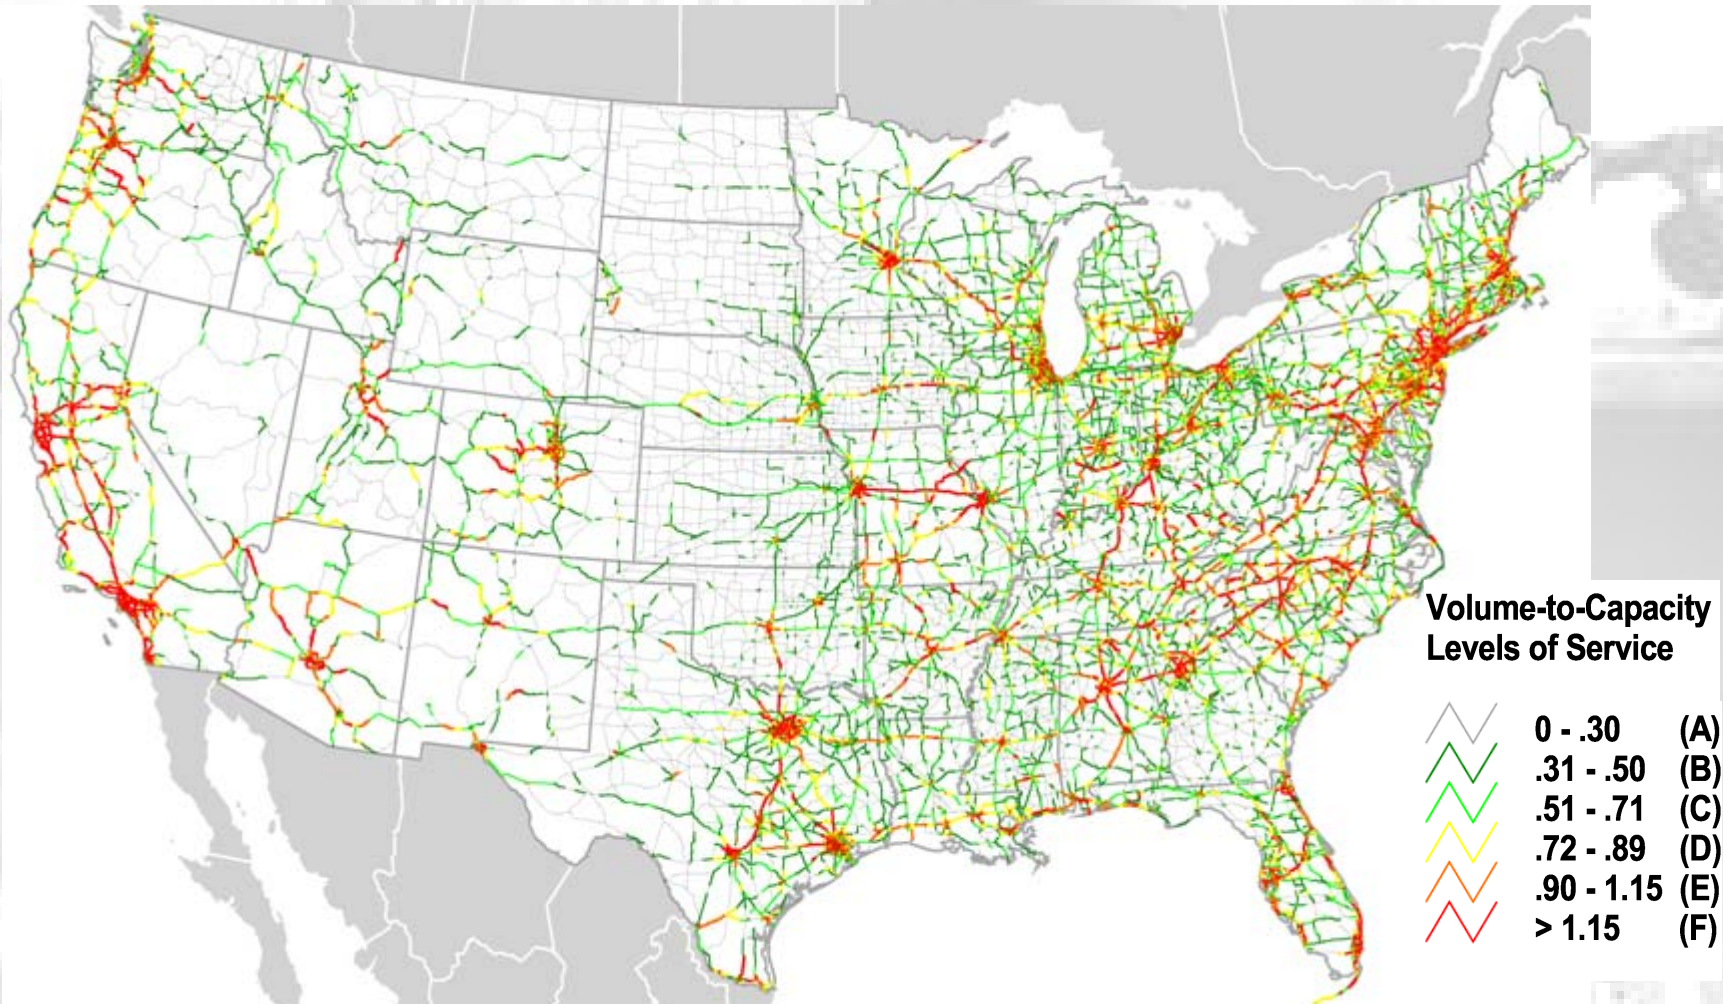 Volume-to-Capacity
Levels of Service
0 - .30 (A)
.31 - .50 (B)
.51 - .71 (C)
.72 - .89 (D)
.90 - 1.15 (E)
> 1.15 (F)